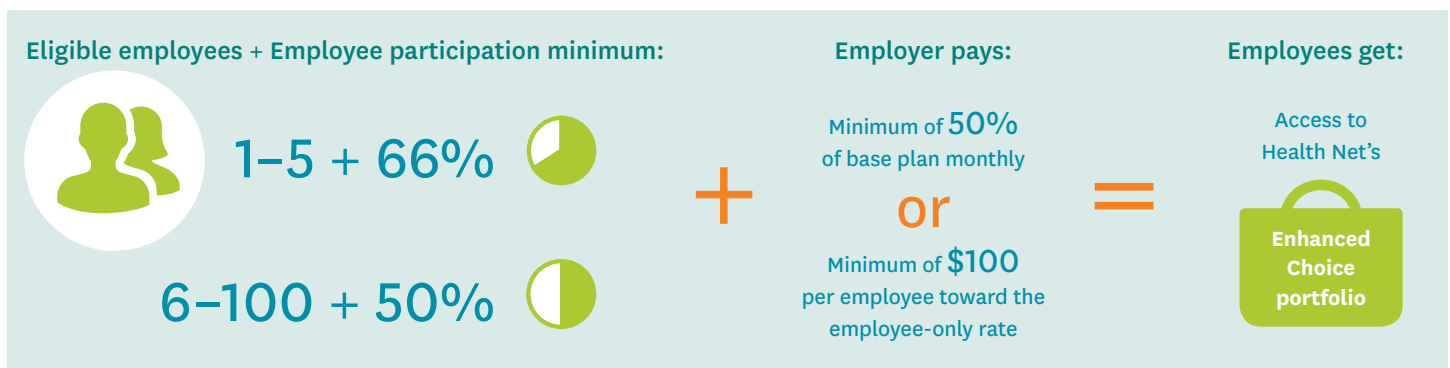 Eligible employees + Employee participation minimum:
1–5 + 66%
6–100 + 50%
+
Employer pays:
Minimum of 50%
of base plan monthly
or
Minimum of $100
per employee toward the
employee-only rate
=
Employees get:
Access to
Health Net’s
Enhanced
Choice
portfolio